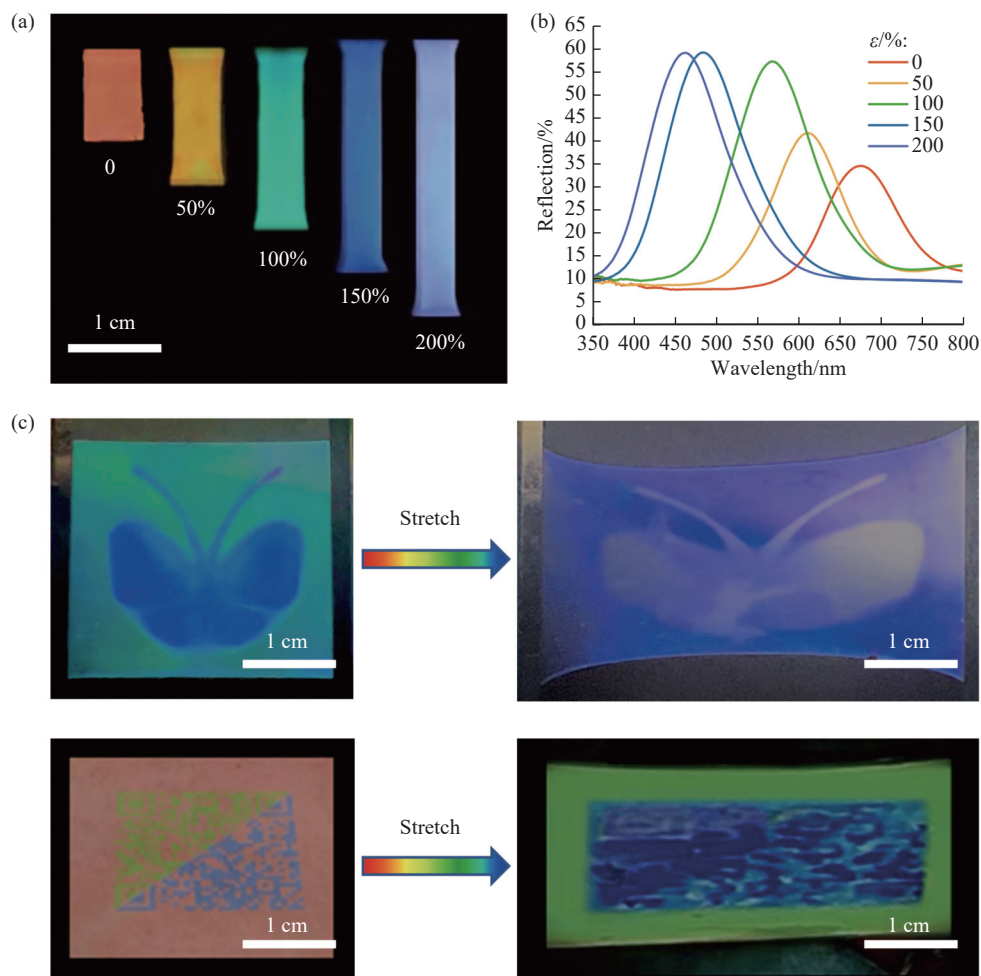 (a)
0
50%
100%
150%
200%
1 cm
(b)
65
60
55
50
45
40
35
30
25
20
15
10
5
0
Reflection/%
350 400 450 500 550 600 650 700 750 800
Wavelength/nm
ε/%:
0
50
100
150
200
(c)
1 cm
Stretch
1 cm
1 cm
Stretch
1 cm